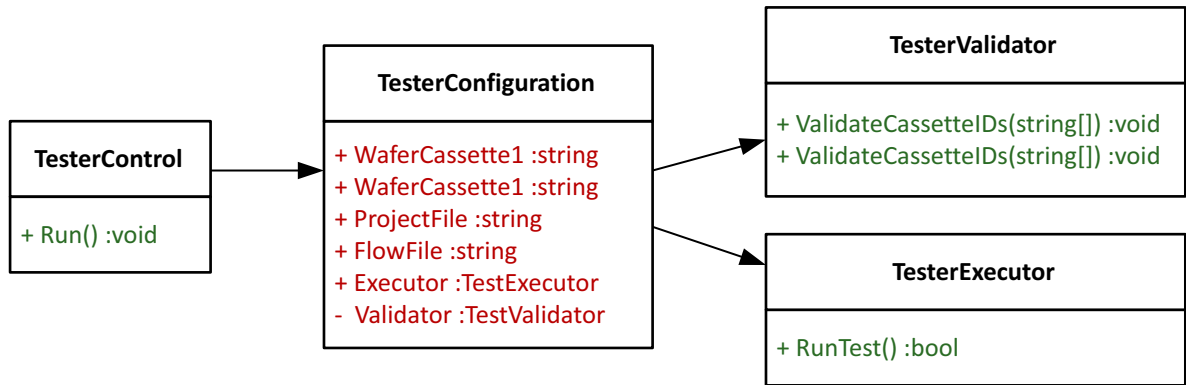 TesterControl
+ Run() :void
TesterConfiguration
+ WaferCassette1 :string
+ WaferCassette1 :string
+ ProjectFile :string
+ FlowFile :string
+ Executor :TestExecutor
- Validator :TestValidator
TesterValidator
+ ValidateCassetteIDs(string[]) :void
+ ValidateCassetteIDs(string[]) :void
TesterExecutor
+ RunTest() :bool